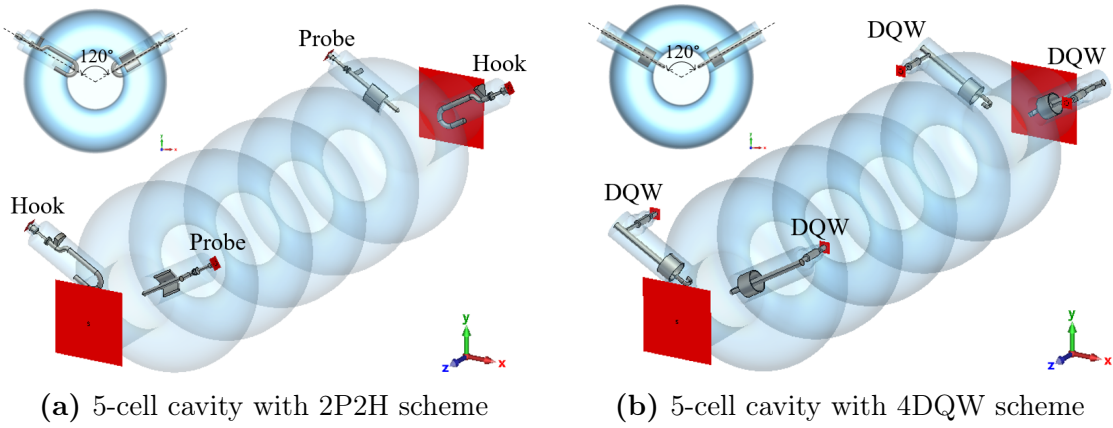 120°
Probe
Hook
Hook
Probe
y
x
z
120°
DQW
DQW
DQW
DQW
y
x
z
(a) 5-cell cavity with 2P2H scheme
(b) 5-cell cavity with 4DQW scheme